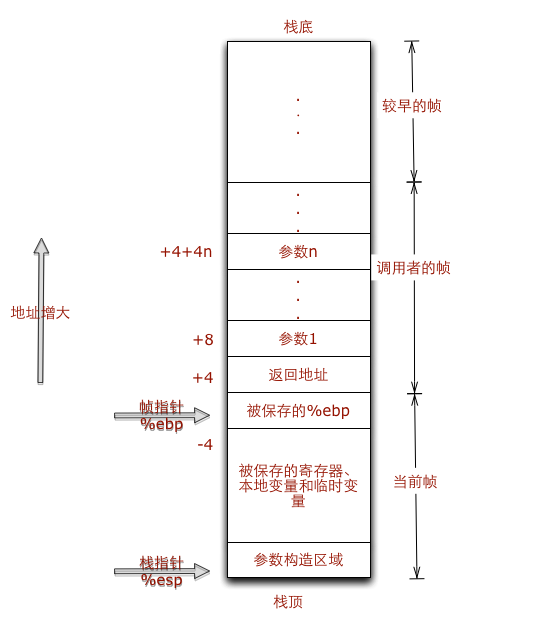 栈底
较早的帧
+4+4n
参数n
调用者的帧
地址增大
+8
参数1
+4
返回地址
帧指针
%ebp
被保存的%ebp
-4
被保存的寄存器、
本地变量和临时变
量
当前帧
栈指针
%esp
参数构造区域
栈顶